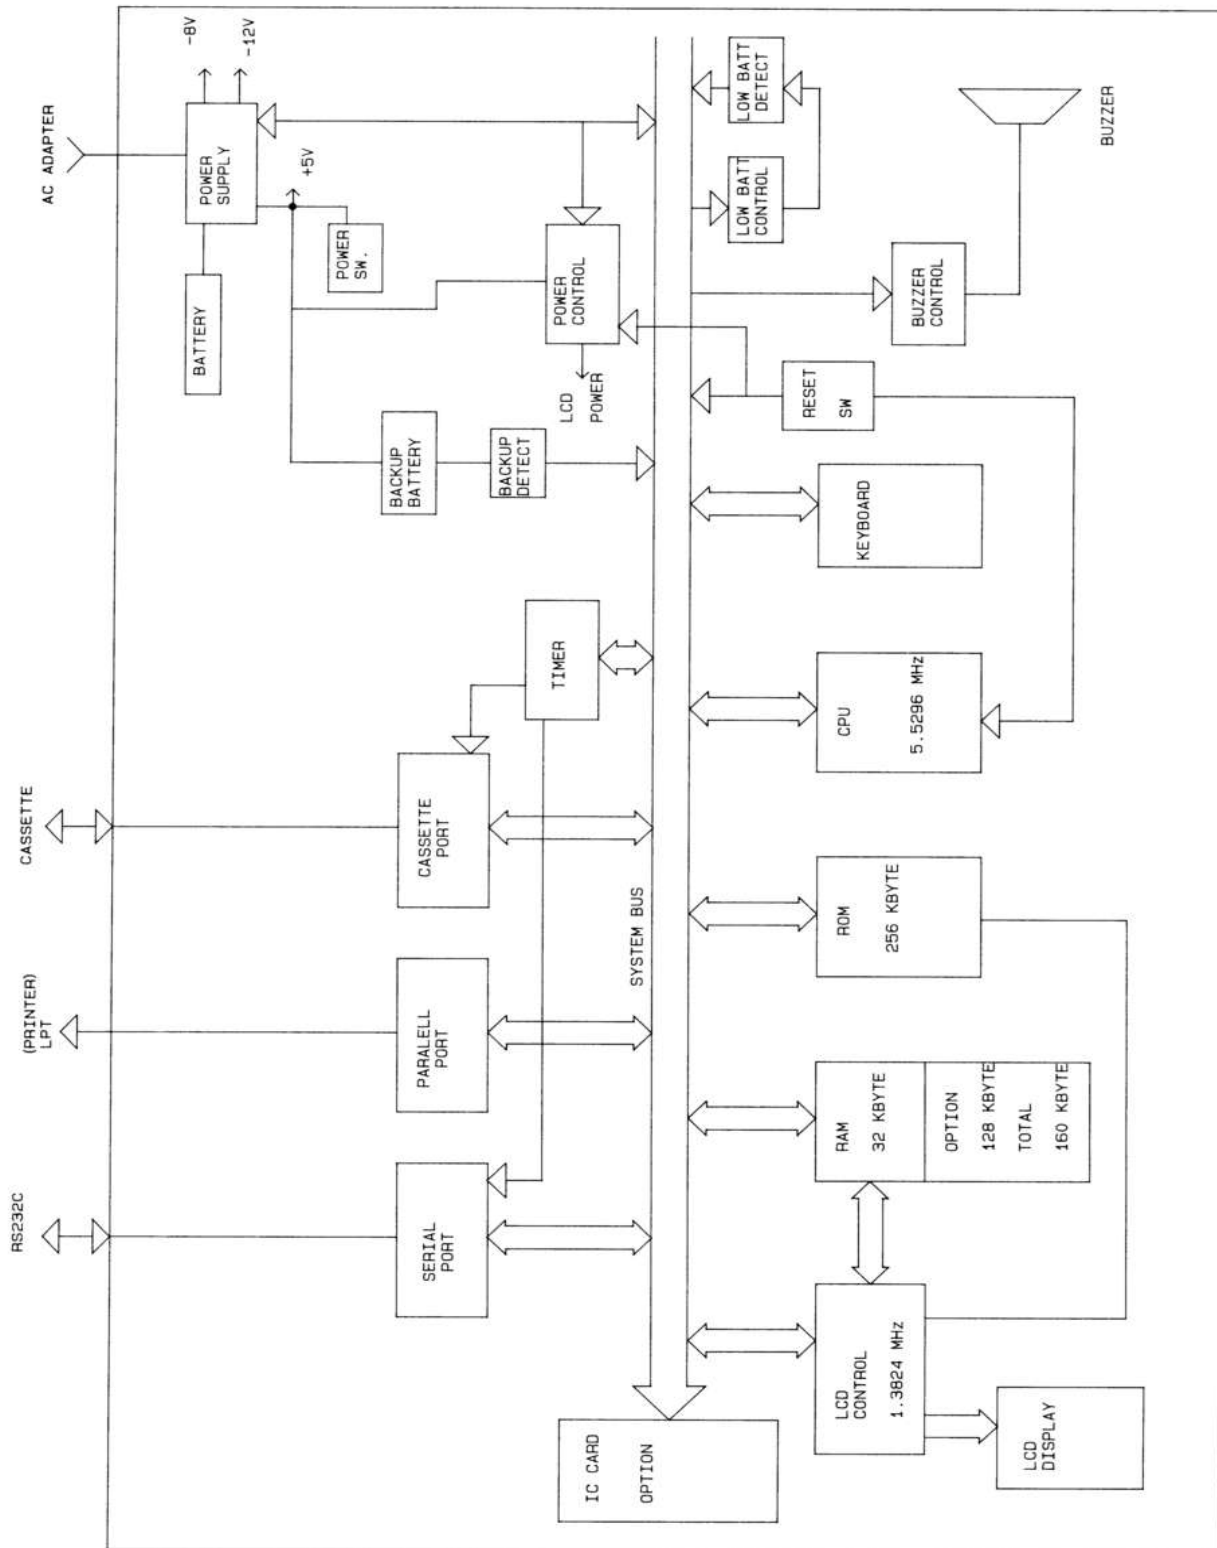 RS232C
(PRINTER)
LPT
CASSETTE
AC ADAPTER
SERIAL
PORT
PARALELL
PORT
CASSETTE
PORT
TIMER
BATTERY
POWER
SUPPLY
-8V
-12V
+5V
POWER
SW.
BACKUP
BATTERY
BACKUP
DETECT
POWER
CONTROL
LCD
POWER
IC CARD
OPTION
SYSTEM BUS
LCD
CONTROL
1.3824 MHz
RAM
32 KBYTE
OPTION
128 KBYTE
TOTAL
160 KBYTE
ROM
256 KBYTE
CPU
5.5296 MHz
KEYBOARD
RESET
SW
BUZZER
CONTROL
LOW BATT
CONTROL
LOW BATT
DETECT
LCD
DISPLAY
BUZZER